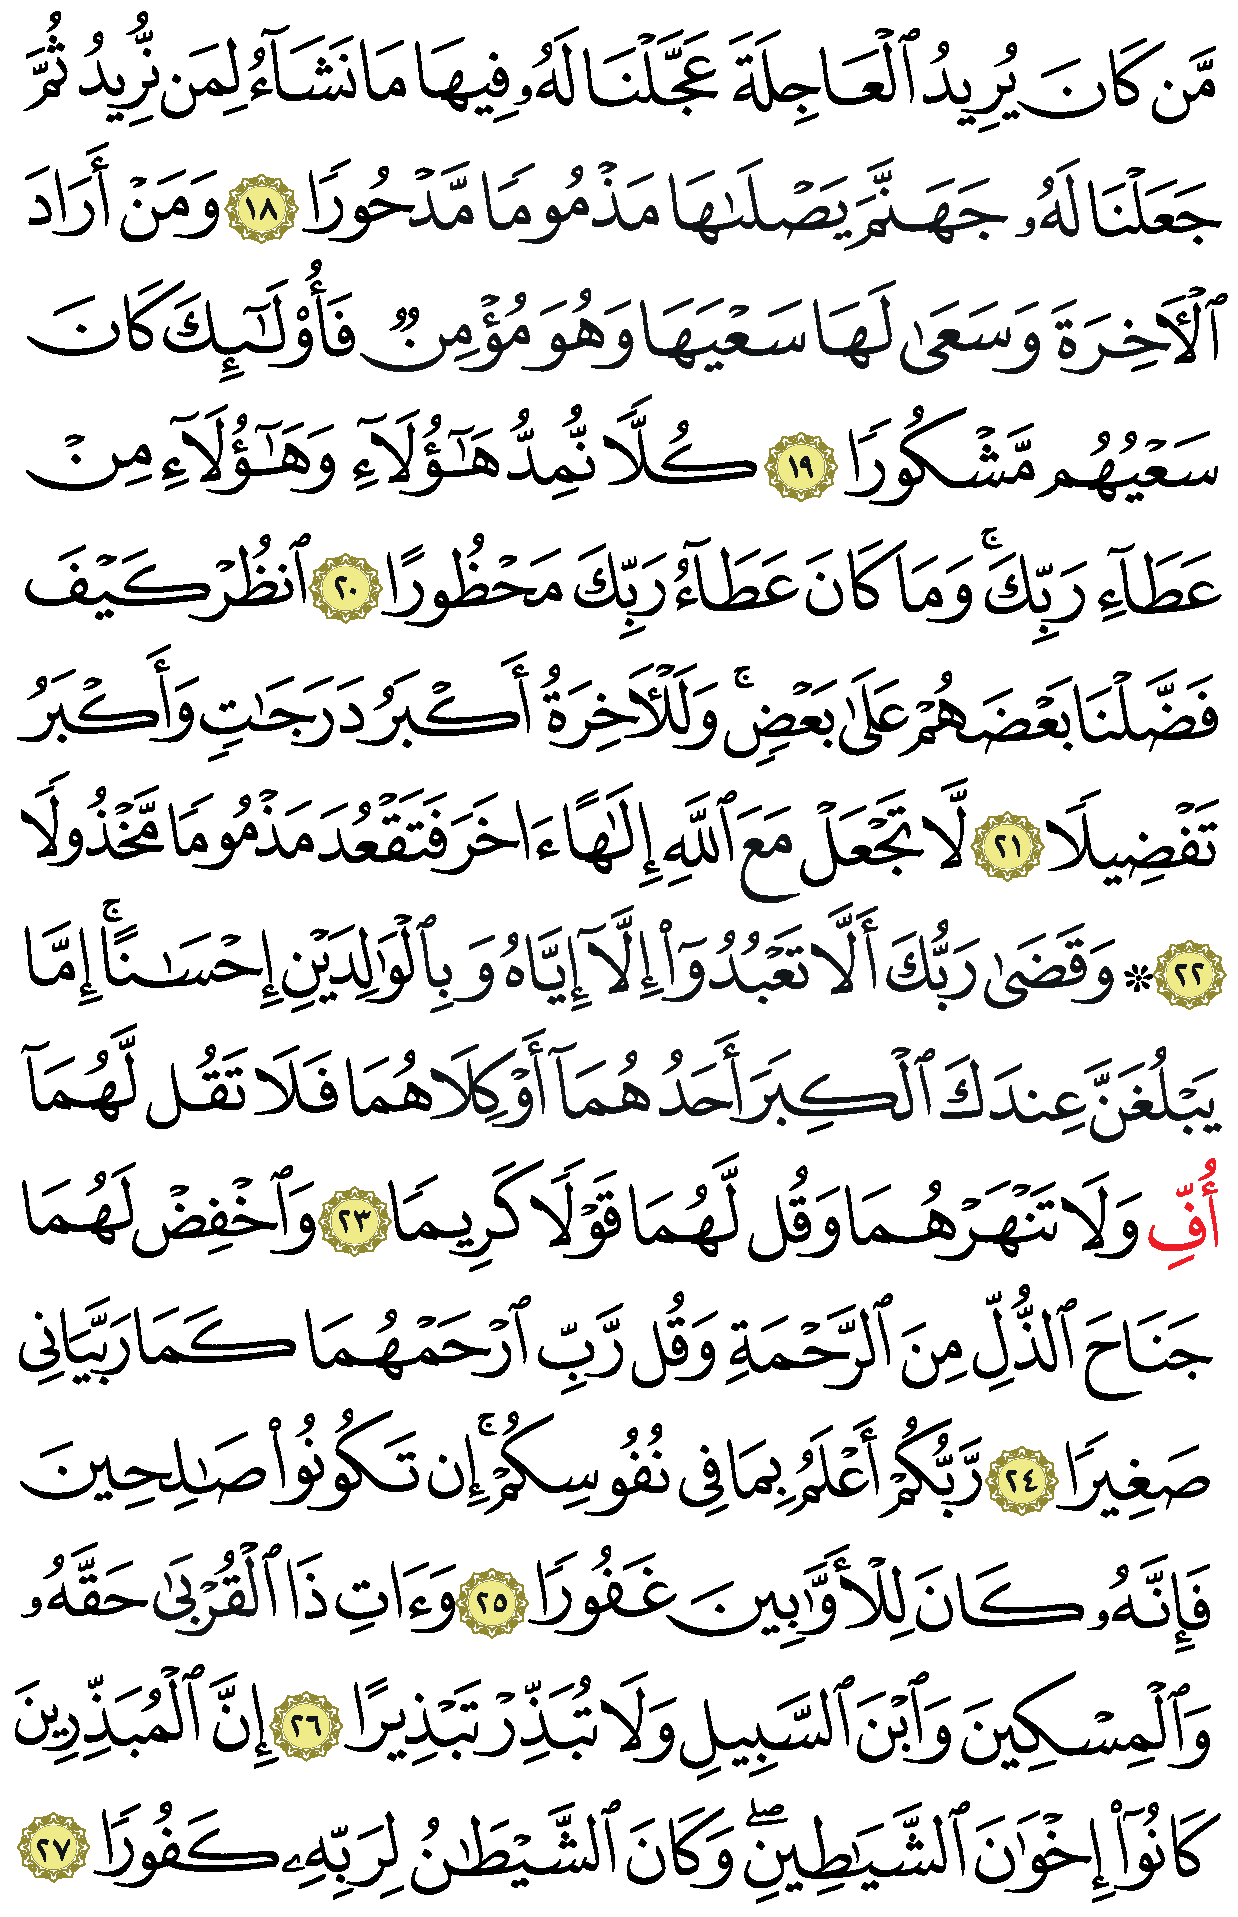 مَّن كَانَ يُرِيدُ ٱلْعَاجِلَةَ عَجَّلْنَا لَهُۥ فِيهَا مَا نَشَآءُ لِمَن نُّرِيدُ ثُمَّ
جَعَلْنَا لَهُۥ جَهَنَّمَ يَصْلَىٰهَا مَذْمُومًا مَّدْحُورًا ١٨ وَمَنْ أَرَادَ
ٱلْأَخِرَةَ وَسَعَىٰ لَهَا سَعْيَهَا وَهُوَ مُؤْمِنٌ فَأُوْلَٰٓئِكَ كَانَ
سَعْيُهُم مَّشْكُورًا ١٩ كُلًّا نُّمِدُّ هَٰٓؤُلَآءِ وَهَٰٓؤُلَآءِ مِنْ
عَطَآءِ رَبِّكَۚ وَمَا كَانَ عَطَآءُ رَبِّكَ مَحْظُورًا ٢٠ ٱنظُرْ كَيْفَ
فَضَّلْنَا بَعْضَهُمْ عَلَىٰ بَعْضٍۚ وَلَلْأَخِرَةُ أَكْبَرُ دَرَجَٰتٍ وَأَكْبَرُ
تَفْضِيلًا ٢١ لَّا تَجْعَلْ مَعَ ٱللَّهِ إِلَٰهًا ءَاخَرَ فَتَقْعُدَ مَذْمُومًا مَّخْذُولًا
٢٢ ۞ وَقَضَىٰ رَبُّكَ أَلَّا تَعْبُدُوٓا۟ إِلَّآ إِيَّاهُ وَبِٱلْوَٰلِدَيْنِ إِحْسَٰنًاۚ إِمَّا
يَبْلُغَنَّ عِندَكَ ٱلْكِبَرَ أَحَدُهُمَآ أَوْ كِلَاهُمَا فَلَا تَقُل لَّهُمَآ
أُفٍّ وَلَا تَنْهَرْهُمَا وَقُل لَّهُمَا قَوْلًا كَرِيمًا ٢٣ وَٱخْفِضْ لَهُمَا
جَنَاحَ ٱلذُّلِّ مِنَ ٱلرَّحْمَةِ وَقُل رَّبِّ ٱرْحَمْهُمَا كَمَا رَبَّيَانِى
صَغِيرًا ٢٤ رَّبُّكُمْ أَعْلَمُ بِمَا فِى نُفُوسِكُمْۚ إِن تَكُونُوا۟ صَٰلِحِينَ
فَإِنَّهُۥ كَانَ لِلْأَوَّٰبِينَ غَفُورًا ٢٥ وَءَاتِ ذَا ٱلْقُرْبَىٰ حَقَّهُۥ
وَٱلْمِسْكِينَ وَٱبْنَ ٱلسَّبِيلِ وَلَا تُبَذِّرْ تَبْذِيرًا ٢٦ إِنَّ ٱلْمُبَذِّرِينَ
كَانُوٓا۟ إِخْوَٰنَ ٱلشَّيَٰطِينِۖ وَكَانَ ٱلشَّيْطَٰنُ لِرَبِّهِۦ كَفُورًا ٢٧